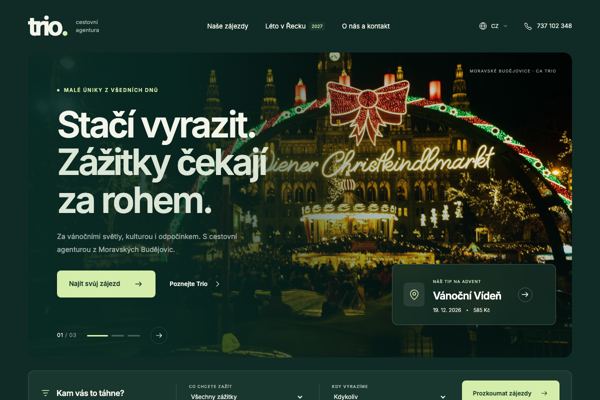 trio.
cestovní
agentura
Naše zájezdy
Léto v Řecku 2027
O nás a kontakt
CZ
737 102 348
MORAVSKÉ BUDĚJOVICE · CA TRIO
MALÉ ÚNIKY Z VŠEDNÍCH DNŮ
Stačí vyrazit.
Zážitky čekají
za rohem.
Wiener Christkindlmarkt
Za vánočními světly, kulturou i odpočinkem. S cestovní
agenturou z Moravských Budějovic.
Najít svůj zájezd →
Poznejte Trio >
NÁŠ TIP NA ADVENT
Vánoční Vídeň →
19. 12. 2026 • 585 Kč
01 / 03 →
Kam vás to táhne?
CO CHCETE ZAŽÍT
Všechny zážitky
KDY VYRAZÍME
Kdykoliv
Prozkoumat zájezdy →